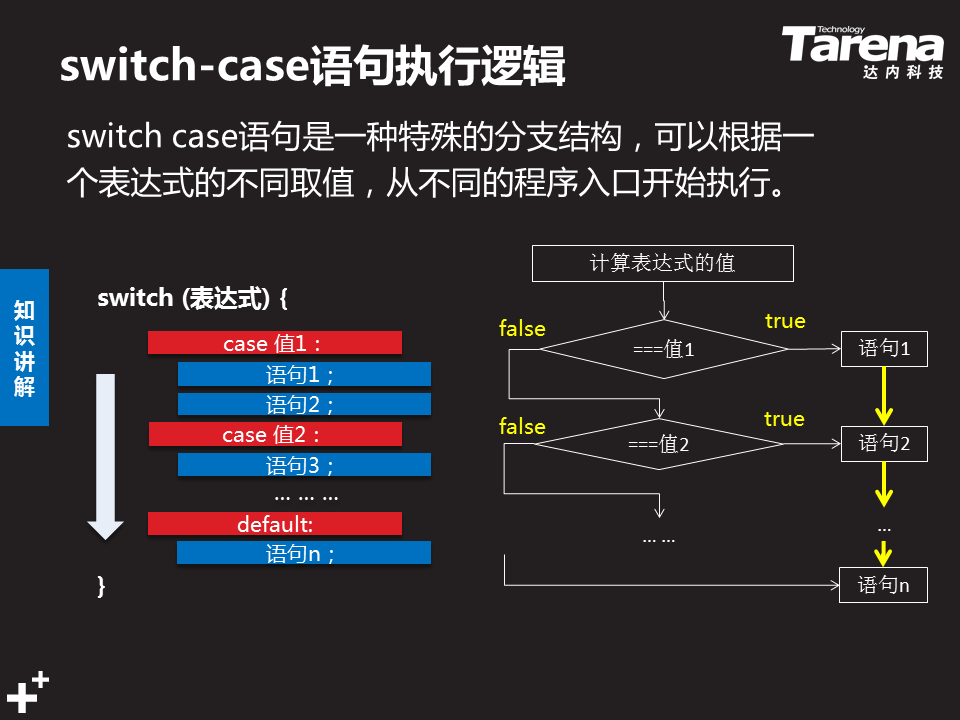 switch-case语句执行逻辑
Technology
Tarena
达内科技
switch case语句是一种特殊的分支结构，可以根据一
个表达式的不同取值，从不同的程序入口开始执行。
知
识
讲
解
switch (表达式) {
case 值1：
语句1；
语句2；
case 值2：
语句3；
… … …
default:
语句n；
}
计算表达式的值
false
true
===值1
语句1
false
true
===值2
语句2
… …
…
语句n